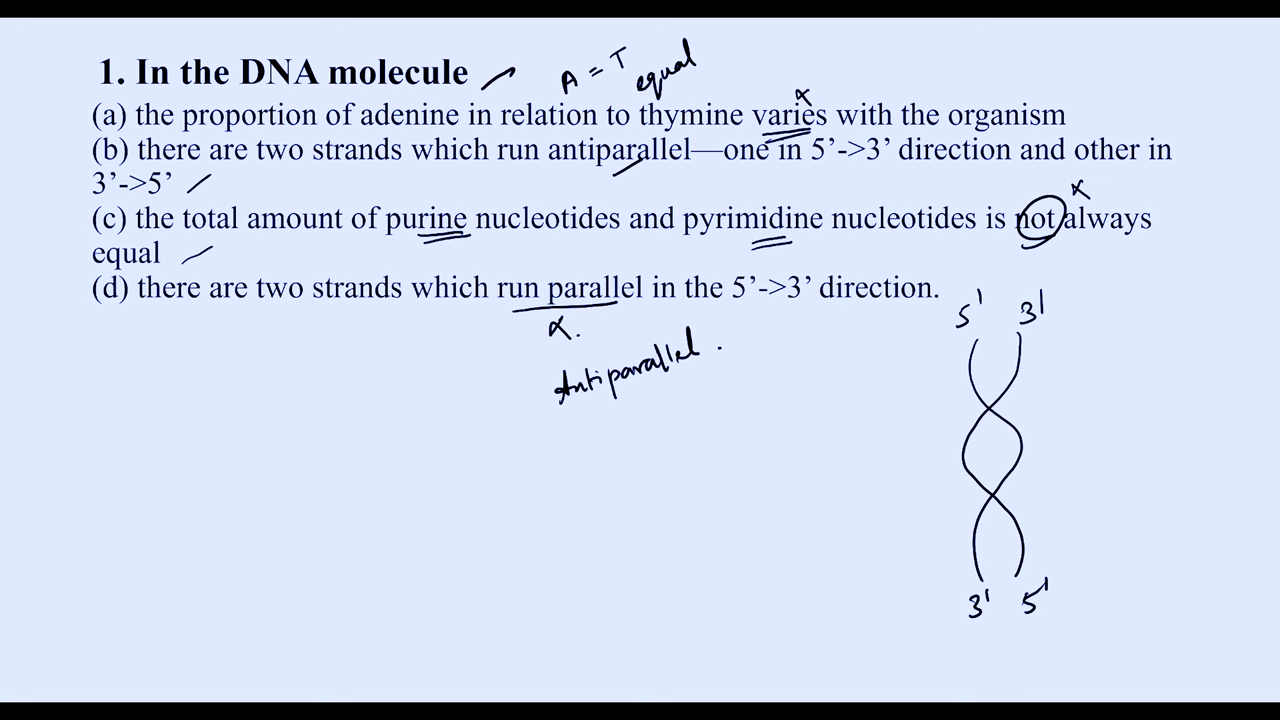 1. In the DNA molecule
A = T equal
(a) the proportion of adenine in relation to thymine varies with the organism
(b) there are two strands which run antiparallel—one in 5’->3’ direction and other in
3’->5’
(c) the total amount of purine nucleotides and pyrimidine nucleotides is not always
equal
(d) there are two strands which run parallel in the 5’->3’ direction.
Antiparallel.
5' 3'
3' 5'